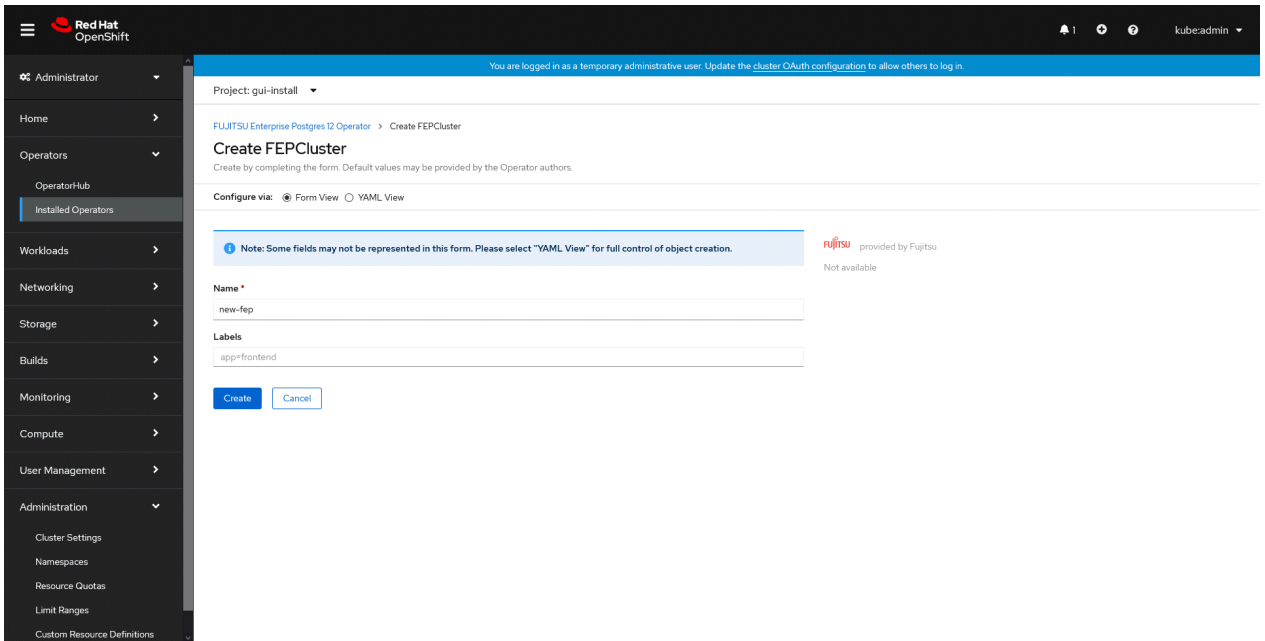 Red Hat
OpenShift
1
kube:admin
Administrator
Home
Operators
OperatorHub
Installed Operators
Workloads
Networking
Storage
Builds
Monitoring
Compute
User Management
Administration
Cluster Settings
Namespaces
Resource Quotas
Limit Ranges
Custom Resource Definitions
You are logged in as a temporary administrative user. Update the cluster OAuth configuration to allow others to log in.
Project: gui-install
FUJITSU Enterprise Postgres 12 Operator > Create FEPCluster
Create FEPCluster
Create by completing the form. Default values may be provided by the Operator authors.
Configure via: Form View YAML View
Note: Some fields may not be represented in this form. Please select "YAML View" for full control of object creation.
Name *
new-fep
Labels
app=frontend
Create Cancel
FUJITSU provided by Fujitsu
Not available